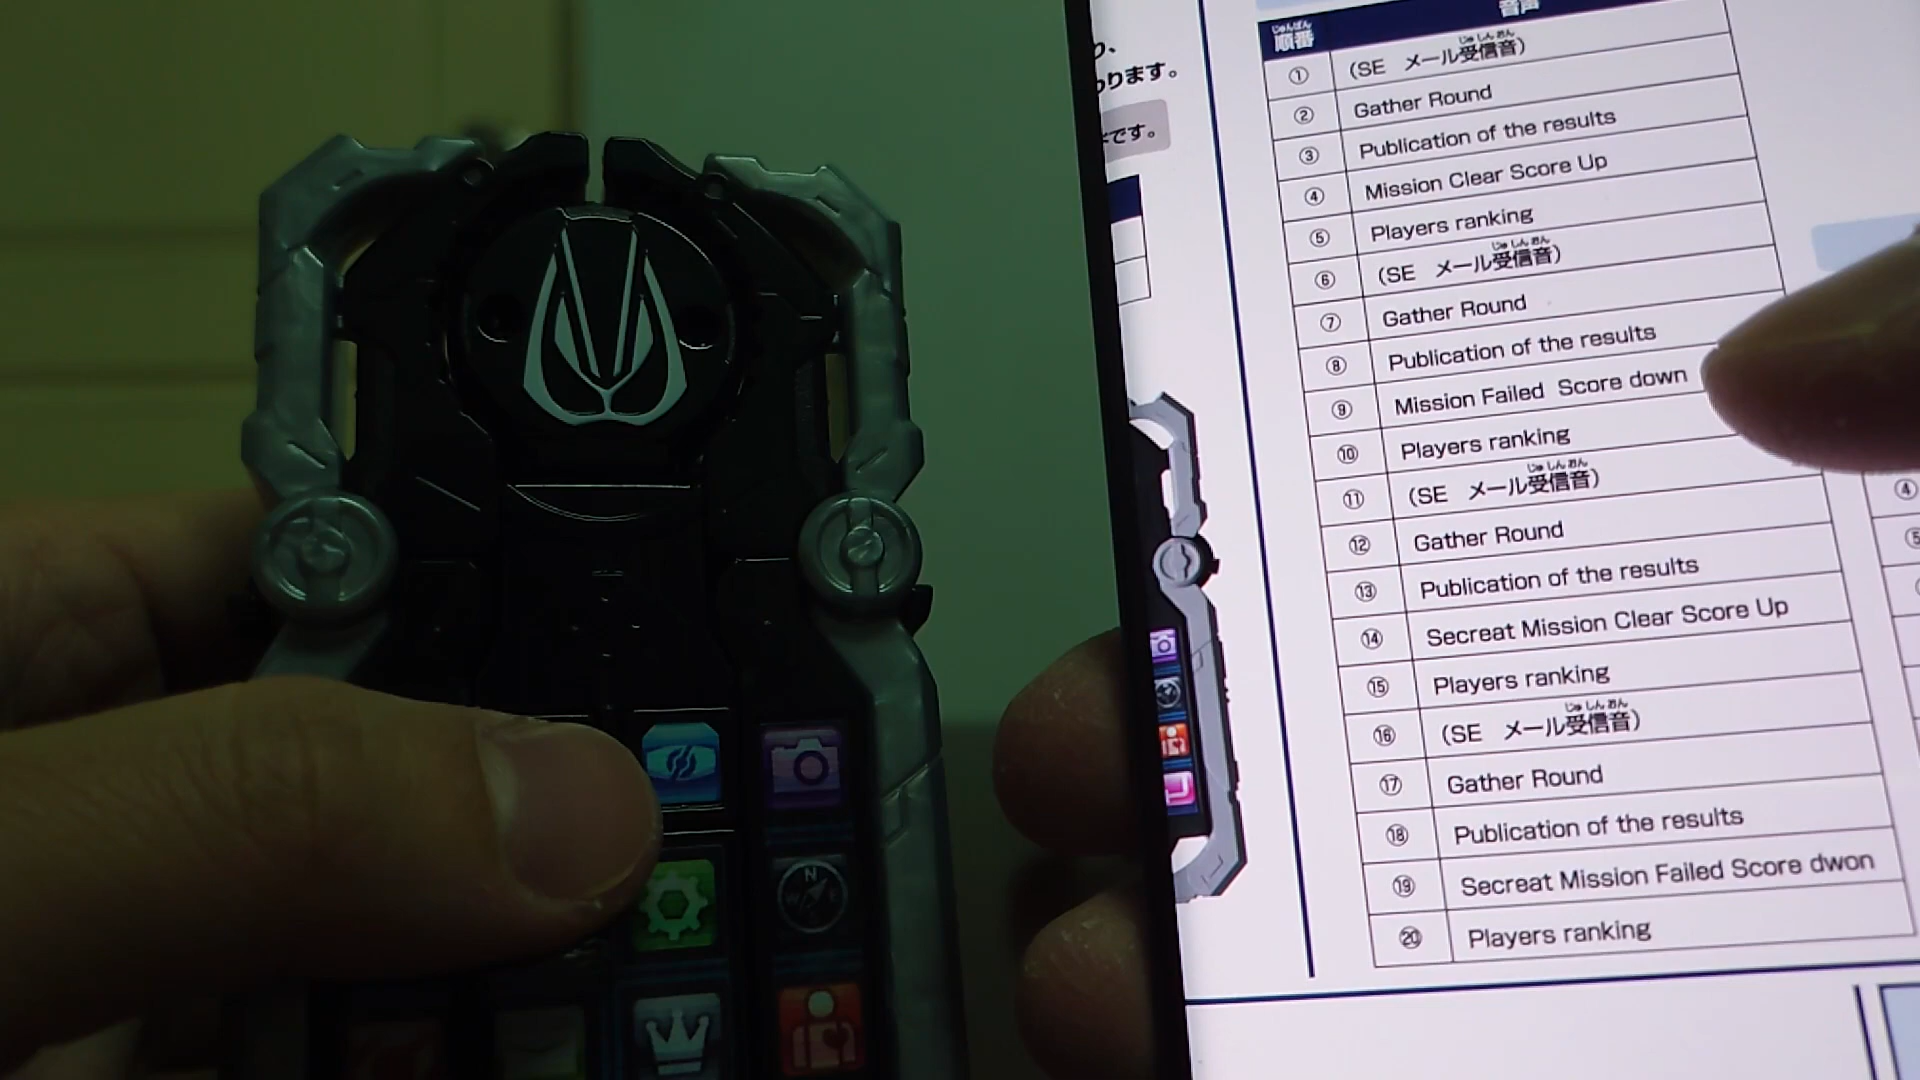 ります。
です。
じゅんばん
順番 音声
じゅしんおん
① (SE メール受信音)
② Gather Round
③ Publication of the results
④ Mission Clear Score Up
⑤ Players ranking
じゅしんおん
⑥ (SE メール受信音)
⑦ Gather Round
⑧ Publication of the results
⑨ Mission Failed Score down
⑩ Players ranking
じゅしんおん
⑪ (SE メール受信音)
⑫ Gather Round
⑬ Publication of the results
⑭ Secreat Mission Clear Score Up
⑮ Players ranking
じゅしんおん
⑯ (SE メール受信音)
⑰ Gather Round
⑱ Publication of the results
⑲ Secreat Mission Failed Score dwon
⑳ Players ranking
④
⑤
N